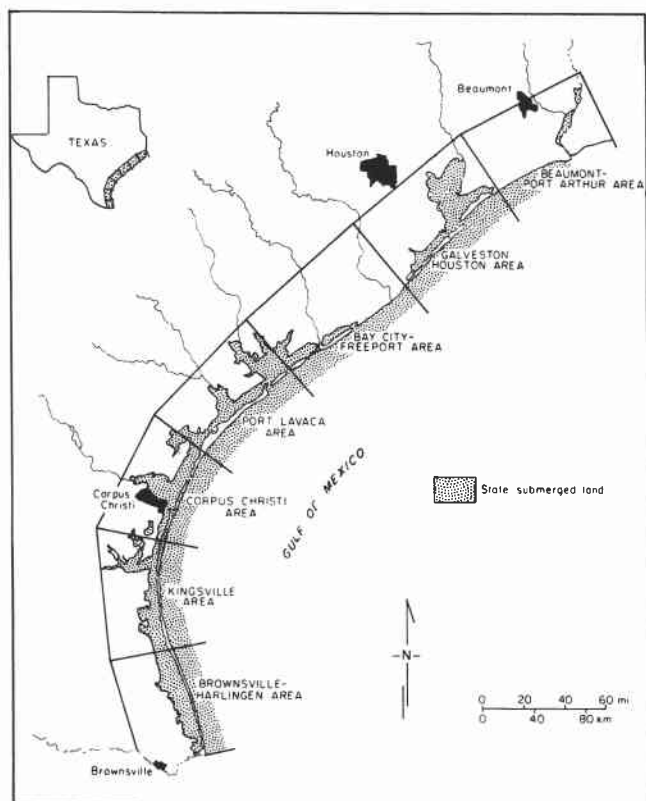 Beaumont
TEXAS
Houston
BEAUMONT-
PORT ARTHUR AREA
GALVESTON
HOUSTON AREA
BAY CITY-
FREEPORT AREA
PORT LAVACA
AREA
GULF OF MEXICO
State submerged land
Corpus
Christi
CORPUS CHRISTI
AREA
KINGSVILLE
AREA
-N-
BROWNSVILLE-
HARLINGEN AREA
0 20 40 60 mi
0 40 80 km
Brownsville